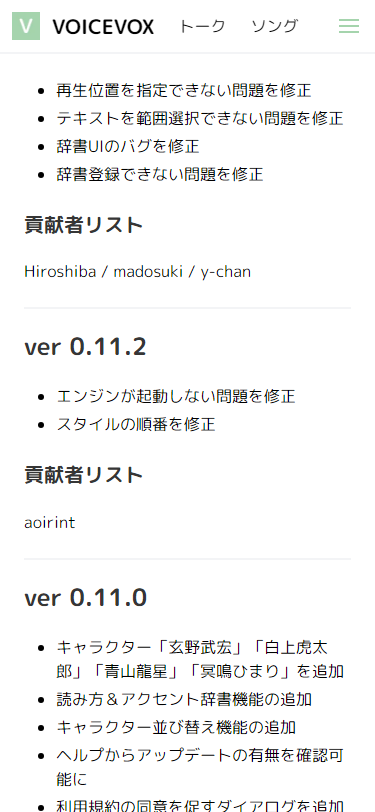 V VOICEVOX トーク ソング
再生位置を指定できない問題を修正
テキストを範囲選択できない問題を修正
辞書UIのバグを修正
辞書登録できない問題を修正
貢献者リスト
Hiroshiba / madosuki / y-chan
ver 0.11.2
エンジンが起動しない問題を修正
スタイルの順番を修正
貢献者リスト
aoirint
ver 0.11.0
キャラクター「玄野武宏」「白上虎太
郎」「青山龍星」「冥鳴ひまり」を追加
読み方＆アクセント辞書機能の追加
キャラクター並び替え機能の追加
ヘルプからアップデートの有無を確認可
能に
利用規約の同意を促すダイアログを追加